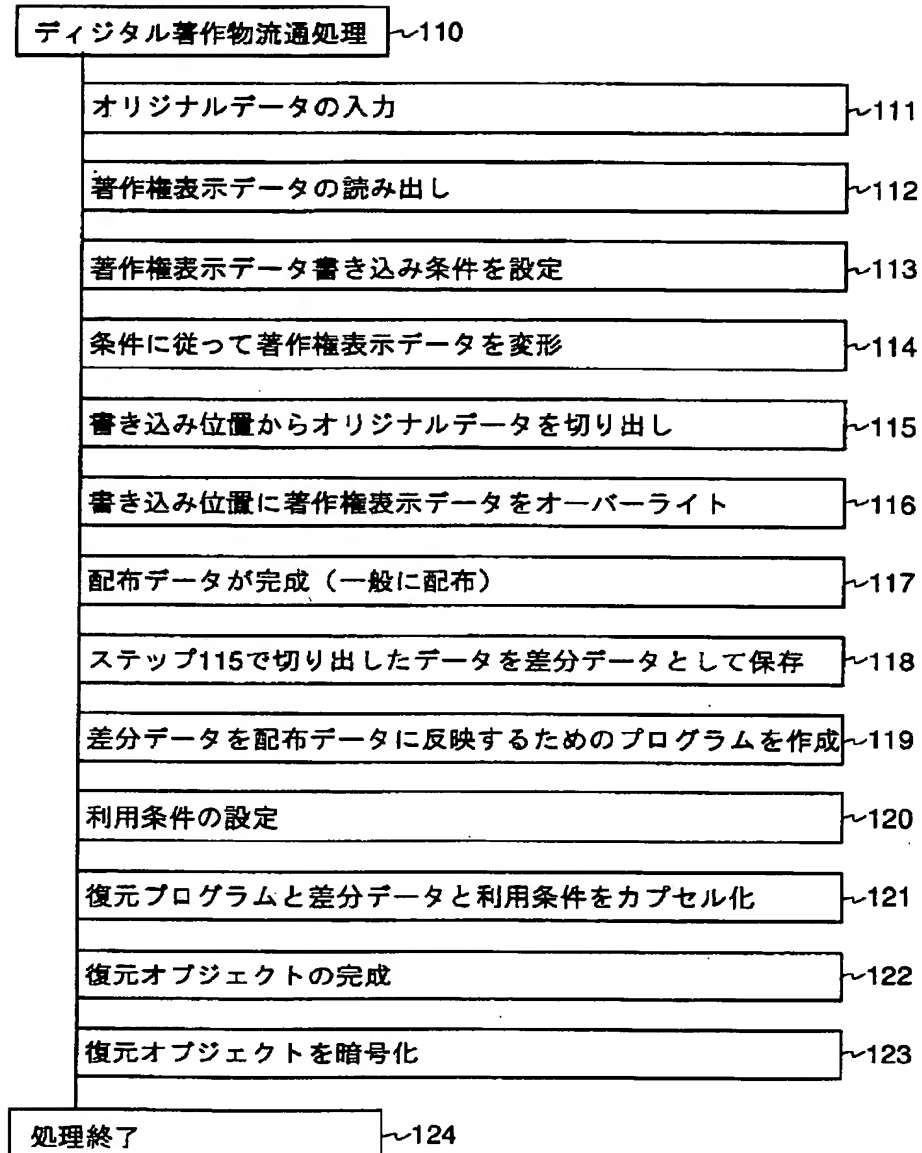 ディジタル著作物流通処理 ～110
オリジナルデータの入力 ～111
著作権表示データの読み出し ～112
著作権表示データ書き込み条件を設定 ～113
条件に従って著作権表示データを変形 ～114
書き込み位置からオリジナルデータを切り出し ～115
書き込み位置に著作権表示データをオーバーライト ～116
配布データが完成（一般に配布） ～117
ステップ115で切り出したデータを差分データとして保存 ～118
差分データを配布データに反映するためのプログラムを作成 ～119
利用条件の設定 ～120
復元プログラムと差分データと利用条件をカプセル化 ～121
復元オブジェクトの完成 ～122
復元オブジェクトを暗号化 ～123
処理終了 ～124